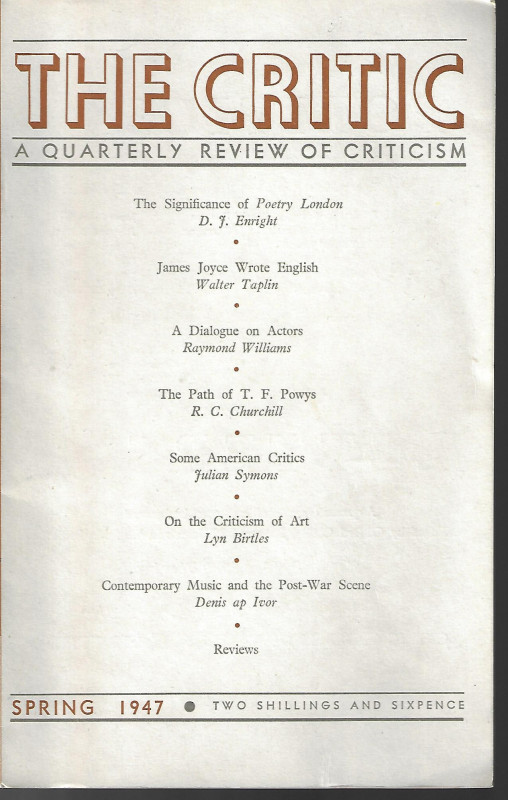 THE CRITIC
A QUARTERLY REVIEW OF CRITICISM
The Significance of Poetry London
D. J. Enright
James Joyce Wrote English
Walter Taplin
A Dialogue on Actors
Raymond Williams
The Path of T. F. Powys
R. C. Churchill
Some American Critics
Julian Symons
On the Criticism of Art
Lyn Birtles
Contemporary Music and the Post-War Scene
Denis ap Ivor
Reviews
SPRING 1947 ● TWO SHILLINGS AND SIXPENCE